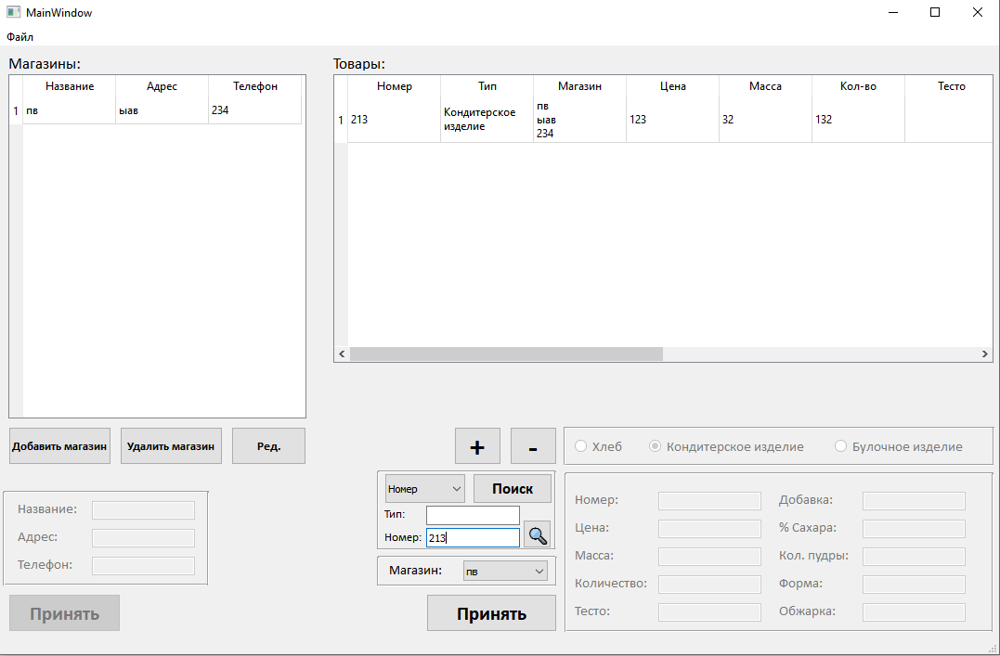 MainWindow
Файл
Магазины:
Название Адрес Телефон
1 пв ыав 234
Товары:
Номер Тип Магазин Цена Масса Кол-во Тесто
1 213 Кондитерское изделие пв ыав 234 123 32 132
Добавить магазин Удалить магазин Ред.
+ -
Хлеб Кондитерское изделие Булочное изделие
Название:
Адрес:
Телефон:
Принять
Номер Поиск
Тип:
Номер: 213
Магазин: пв
Принять
Номер: Добавка:
Цена: % Сахара:
Масса: Кол. пудры:
Количество: Форма:
Тесто: Обжарка: